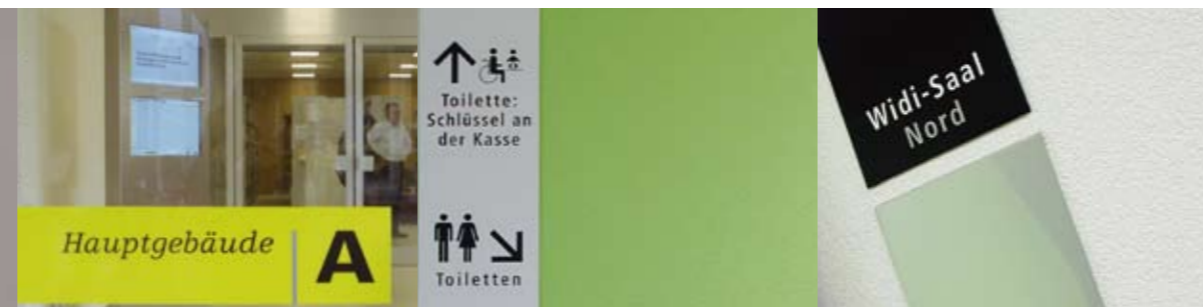 Hauptgebäude
A
Toilette:
Schlüssel an
der Kasse
Toiletten
Widi-Saal
Nord